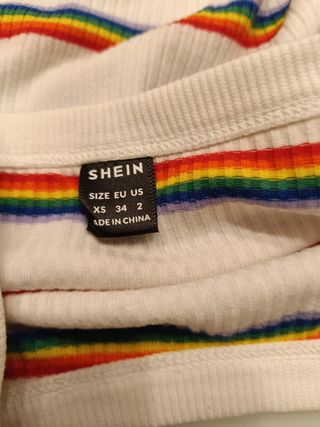 SHEIN
SIZE EU US
XS 34 2
ADE IN CHINA